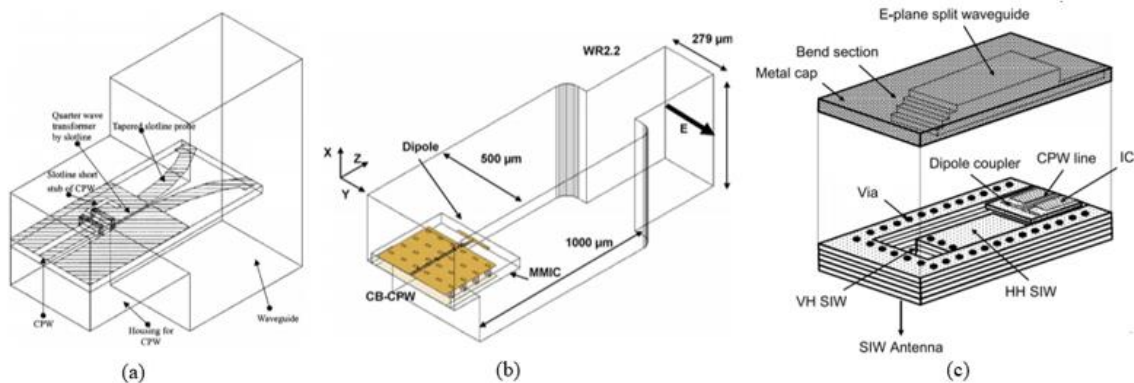 Quarter wave
transformer
by slotline
Tapered slotline probe
Slotline short
stub of CPW
CPW
Housing for
CPW
Waveguide
(a)
WR2.2
279 μm
E
500 μm
Dipole
X
Z
Y
1000 μm
MMIC
CB-CPW
(b)
E-plane split waveguide
Bend section
Metal cap
Dipole coupler
CPW line
IC
Via
VH SIW
HH SIW
SIW Antenna
(c)